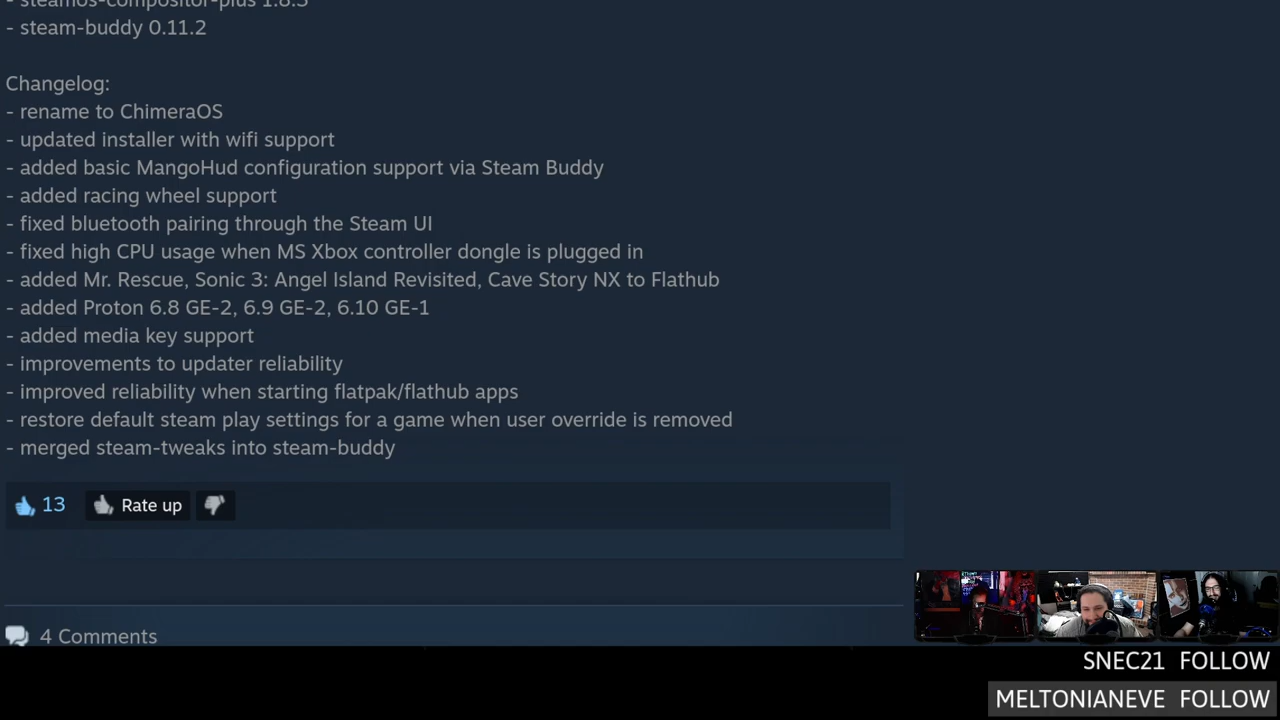 - steamos-compositor-plus 1.8.3
- steam-buddy 0.11.2
Changelog:
- rename to ChimeraOS
- updated installer with wifi support
- added basic MangoHud configuration support via Steam Buddy
- added racing wheel support
- fixed bluetooth pairing through the Steam UI
- fixed high CPU usage when MS Xbox controller dongle is plugged in
- added Mr. Rescue, Sonic 3: Angel Island Revisited, Cave Story NX to Flathub
- added Proton 6.8 GE-2, 6.9 GE-2, 6.10 GE-1
- added media key support
- improvements to updater reliability
- improved reliability when starting flatpak/flathub apps
- restore default steam play settings for a game when user override is removed
- merged steam-tweaks into steam-buddy
13 Rate up
4 Comments
SNEC21 FOLLOW
MELTONIANEVE FOLLOW